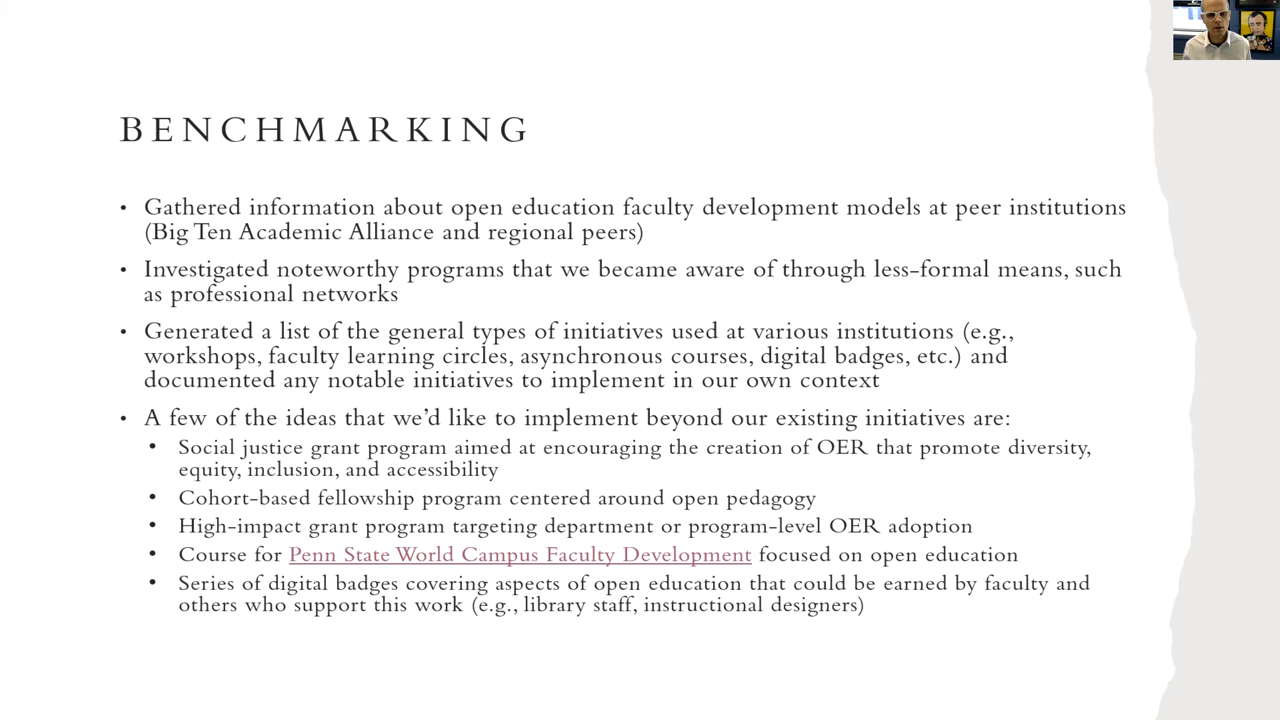 BENCHMARKING
• Gathered information about open education faculty development models at peer institutions
(Big Ten Academic Alliance and regional peers)
• Investigated noteworthy programs that we became aware of through less-formal means, such
as professional networks
• Generated a list of the general types of initiatives used at various institutions (e.g.,
workshops, faculty learning circles, asynchronous courses, digital badges, etc.) and
documented any notable initiatives to implement in our own context
• A few of the ideas that we’d like to implement beyond our existing initiatives are:
• Social justice grant program aimed at encouraging the creation of OER that promote diversity,
equity, inclusion, and accessibility
• Cohort-based fellowship program centered around open pedagogy
• High-impact grant program targeting department or program-level OER adoption
• Course for Penn State World Campus Faculty Development focused on open education
• Series of digital badges covering aspects of open education that could be earned by faculty and
others who support this work (e.g., library staff, instructional designers)